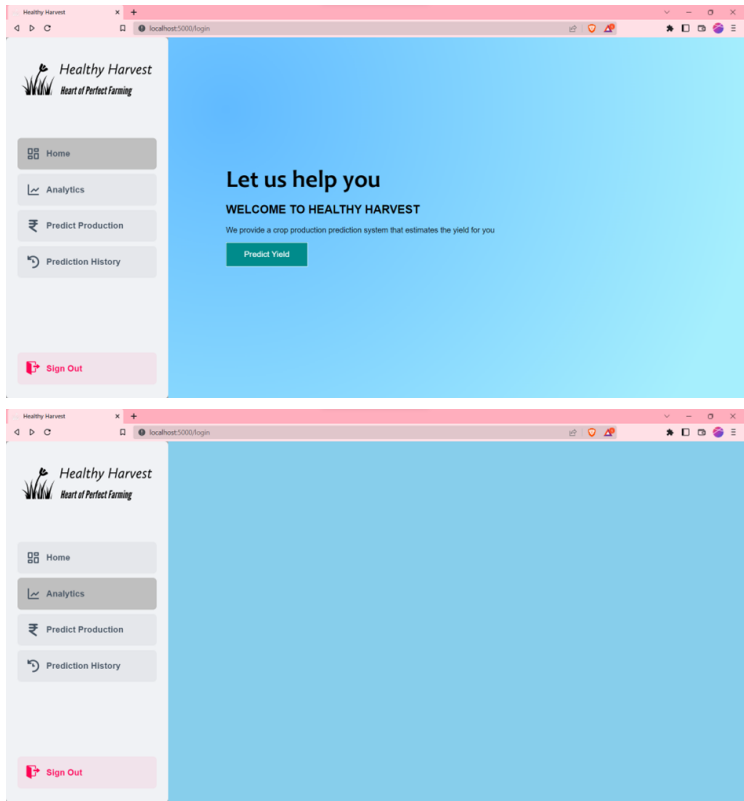 Healthy Harvest
localhost:5000/login
Healthy Harvest
Heart of Perfect Farming
Home
Analytics
Predict Production
Prediction History
Sign Out
Let us help you
WELCOME TO HEALTHY HARVEST
We provide a crop production prediction system that estimates the yield for you
Predict Yield
Healthy Harvest
localhost:5000/login
Healthy Harvest
Heart of Perfect Farming
Home
Analytics
Predict Production
Prediction History
Sign Out